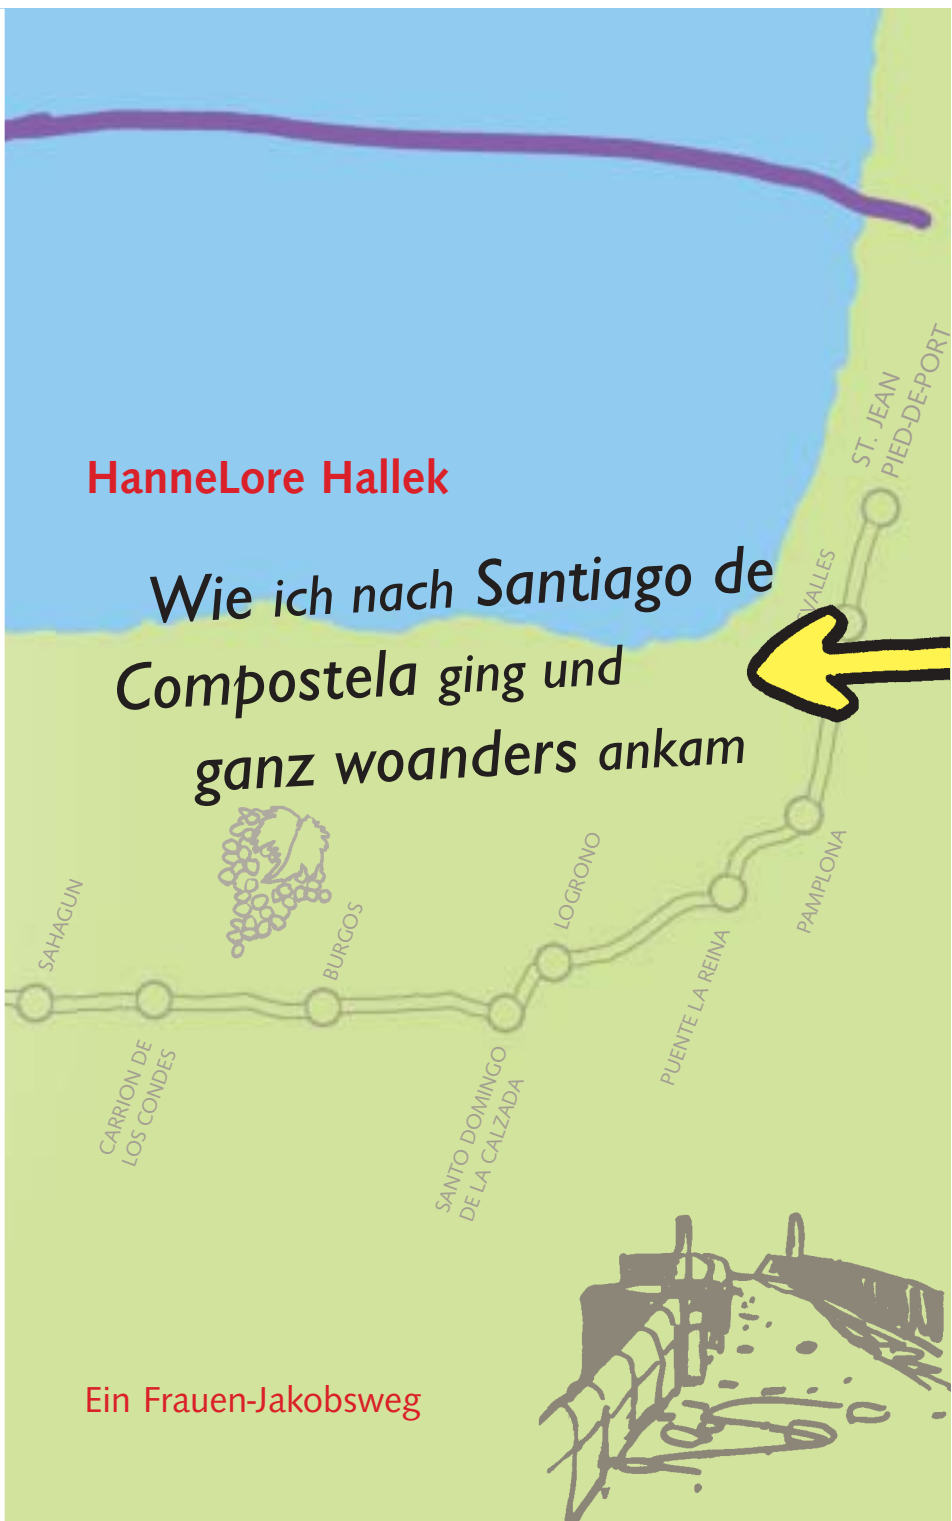 ST. JEAN
PIED-DE-PORT
HanneLore Hallek
Wie ich nach Santiago de
Compostela ging und
ganz woanders ankam
PAMPLONA
LOGRONO
SAHAGUN
BURGOS
PUENTE LA REINA
CARRION DE
LOS CONDES
SANTO DOMINGO
DE LA CALZADA
Ein Frauen-Jakobsweg